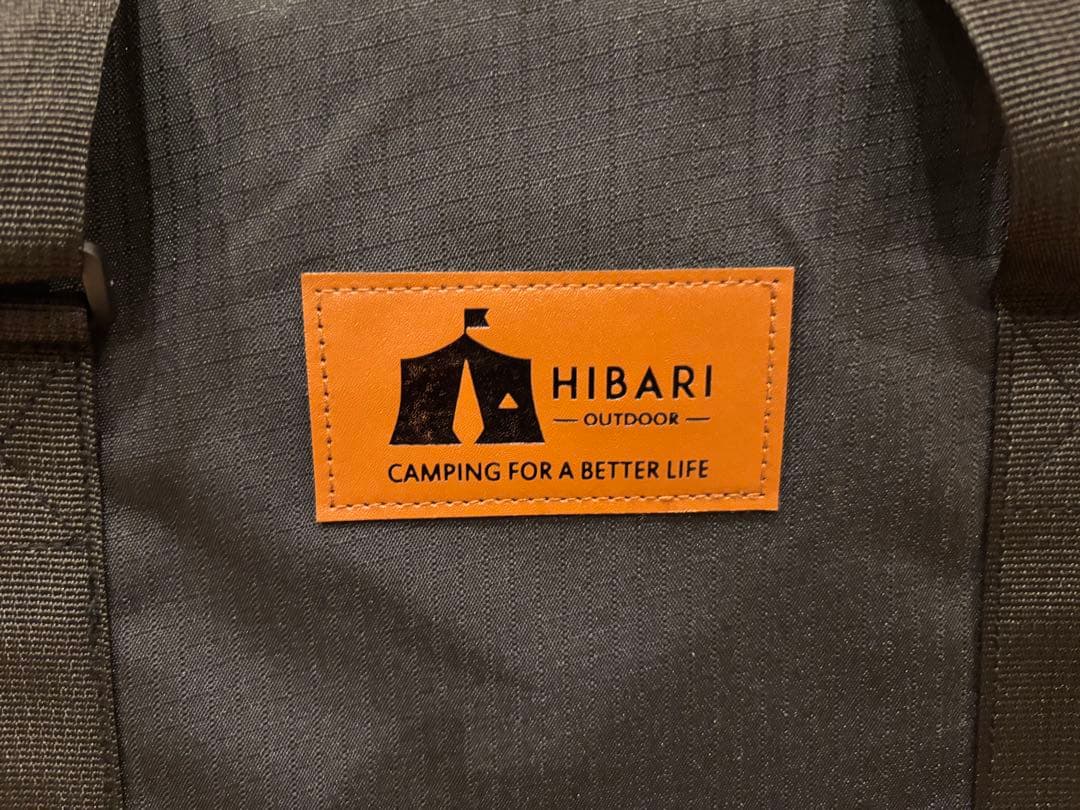 HIBARI
OUTDOOR
CAMPING FOR A BETTER LIFE